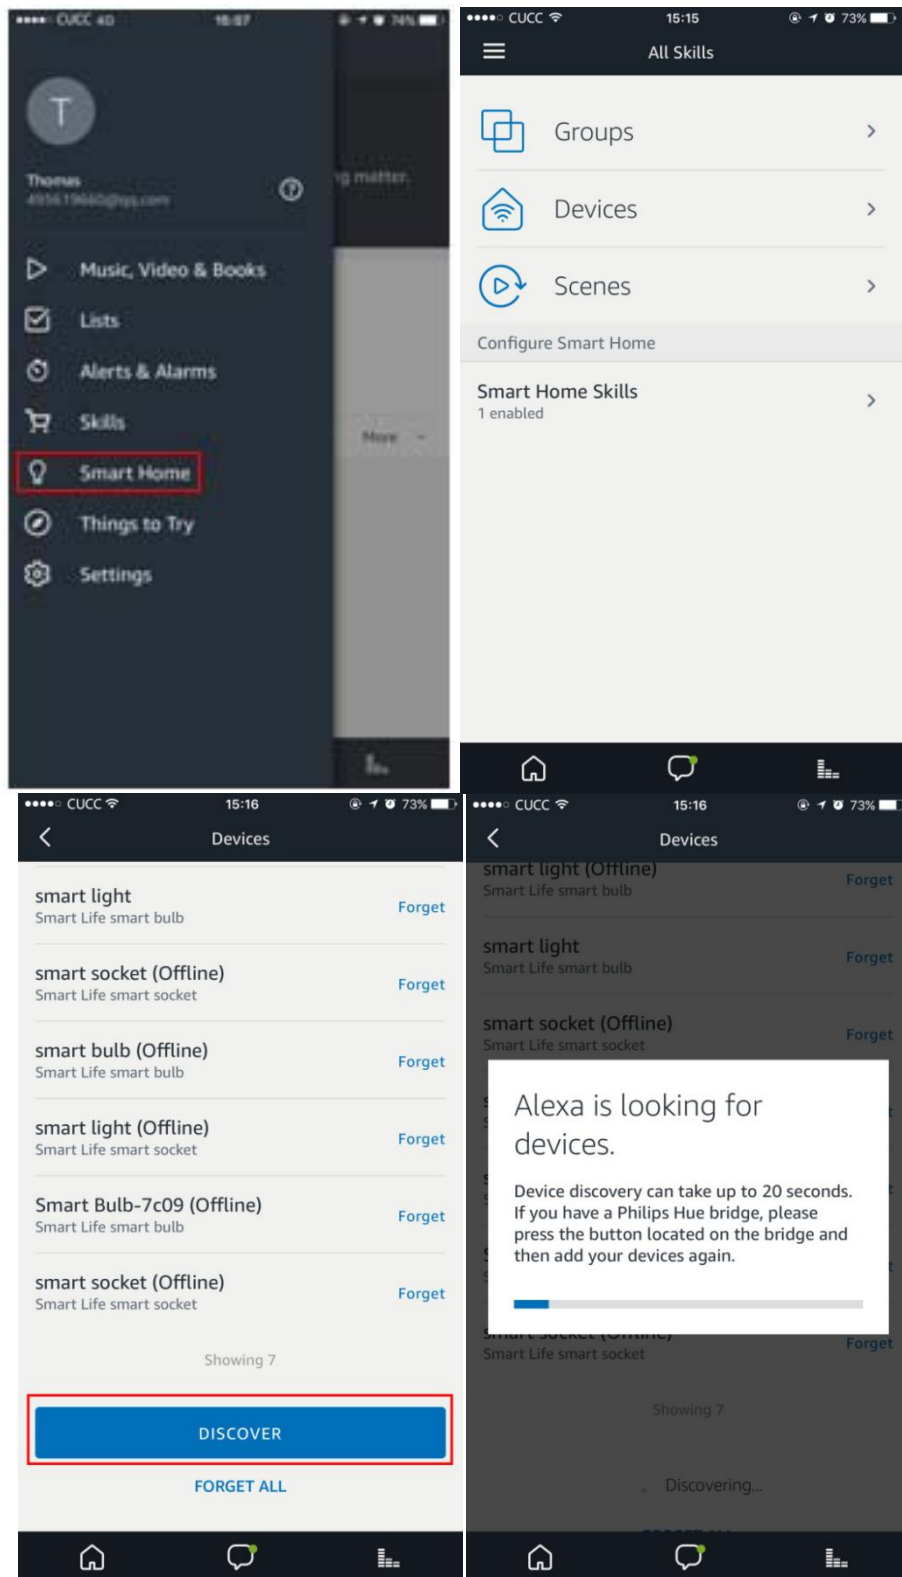 CUCC 4G 15:07 74%
T
Thomas
ng matter.
Music, Video & Books
Lists
Alerts & Alarms
Skills
More
Smart Home
Things to Try
Settings
CUCC 15:15 73%
All Skills
Groups
Devices
Scenes
Configure Smart Home
Smart Home Skills
1 enabled
CUCC 15:16 73%
Devices
smart light
Smart Life smart bulb
Forget
smart socket (Offline)
Smart Life smart socket
Forget
smart bulb (Offline)
Smart Life smart bulb
Forget
smart light (Offline)
Smart Life smart socket
Forget
Smart Bulb-7c09 (Offline)
Smart Life smart bulb
Forget
smart socket (Offline)
Smart Life smart socket
Forget
Showing 7
DISCOVER
FORGET ALL
CUCC 15:16 73%
Devices
smart light (Offline)
Smart Life smart bulb
Forget
smart light
Smart Life smart bulb
Forget
smart socket (Offline)
Smart Life smart socket
Forget
Alexa is looking for
devices.
Device discovery can take up to 20 seconds.
If you have a Philips Hue bridge, please
press the button located on the bridge and
then add your devices again.
smart socket (Offline)
Smart Life smart socket
Forget
Showing 7
Discovering...